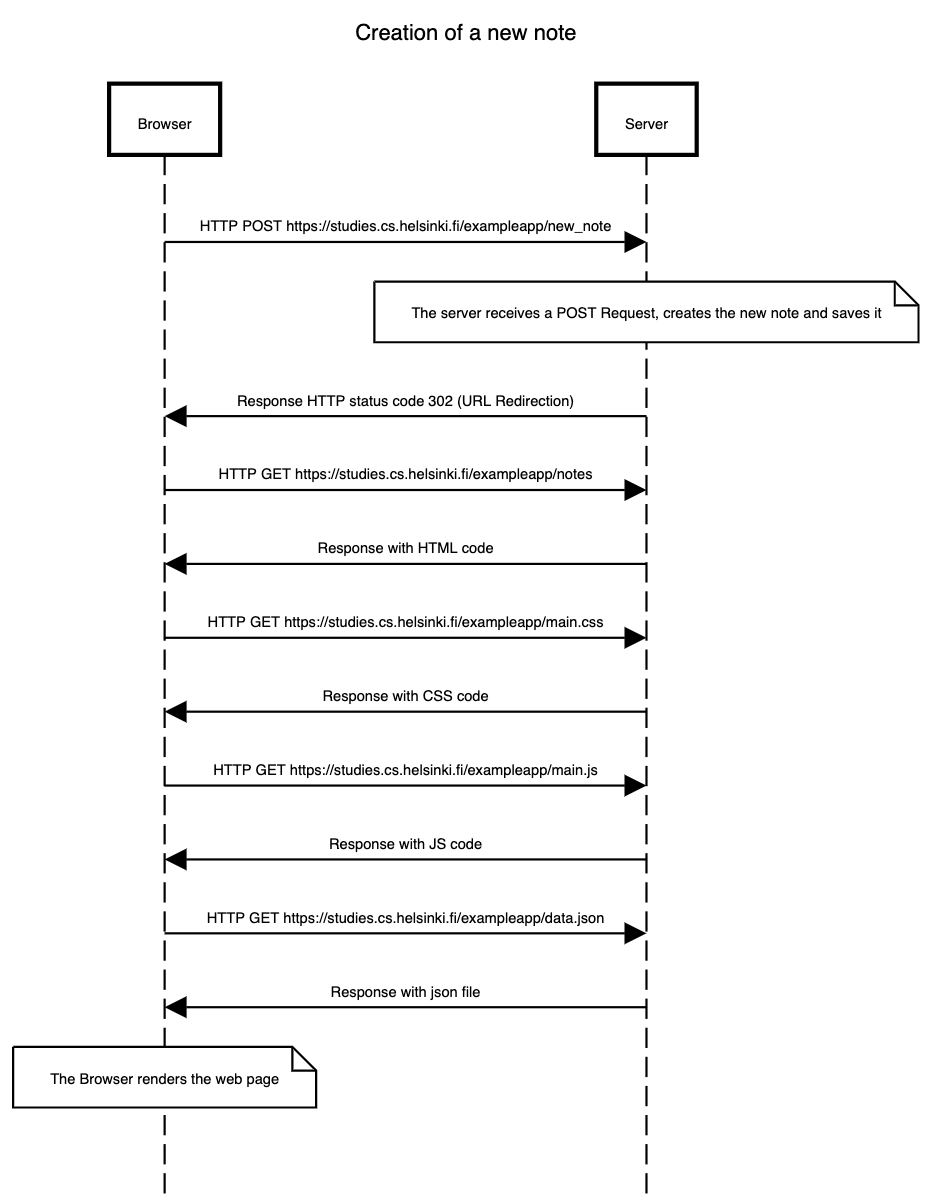 Creation of a new note
Browser
Server
HTTP POST https://studies.cs.helsinki.fi/exampleapp/new_note
The server receives a POST Request, creates the new note and saves it
Response HTTP status code 302 (URL Redirection)
HTTP GET https://studies.cs.helsinki.fi/exampleapp/notes
Response with HTML code
HTTP GET https://studies.cs.helsinki.fi/exampleapp/main.css
Response with CSS code
HTTP GET https://studies.cs.helsinki.fi/exampleapp/main.js
Response with JS code
HTTP GET https://studies.cs.helsinki.fi/exampleapp/data.json
Response with json file
The Browser renders the web page